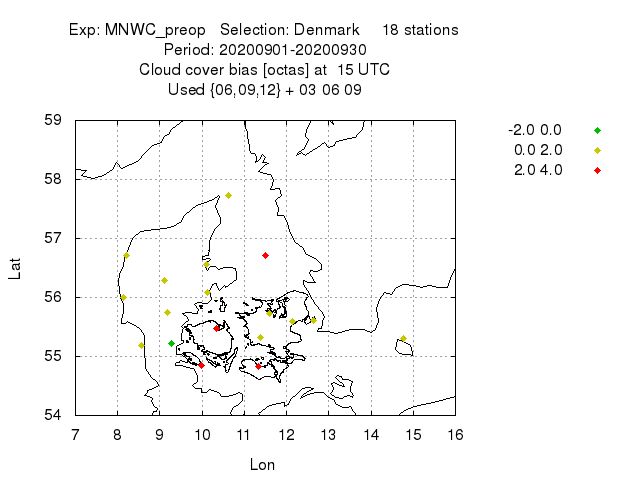 Exp: MNWC_preop   Selection: Denmark     18 stations
Period: 20200901-20200930
Cloud cover bias [octas] at  15 UTC
Used {06,09,12} + 03 06 09
-2.0 0.0
0.0 2.0
2.0 4.0
59
58
57
56
55
54
Lat
7 8 9 10 11 12 13 14 15 16
Lon